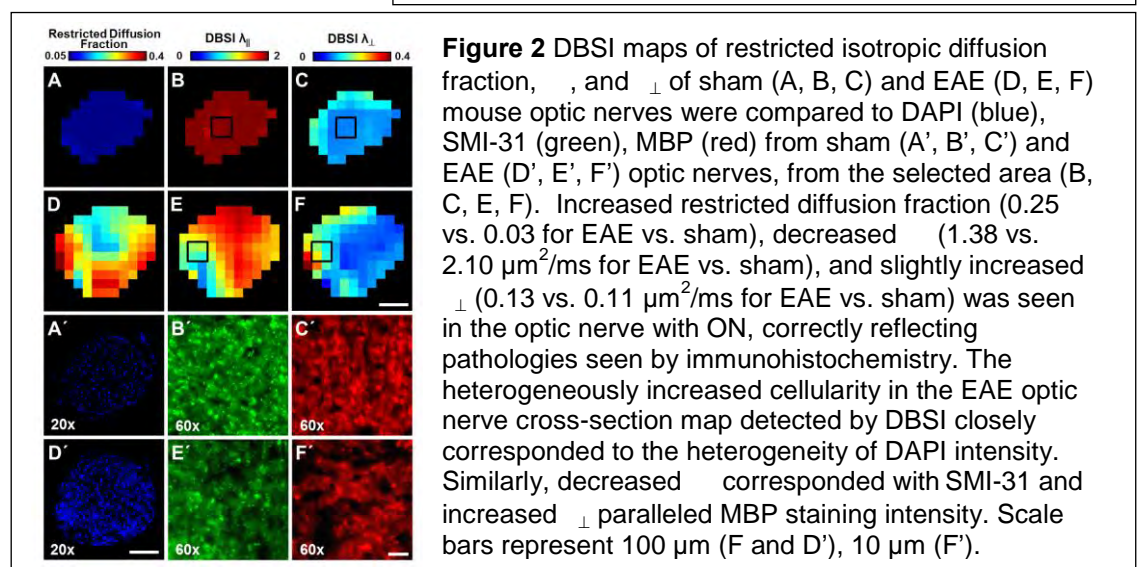 Restricted Diffusion
Fraction
DBSI λ∥
DBSI λ⊥
0.05 0.4 0 2 0 0.4
A B C
D E F
A´ B´ C´
20x 60x 60x
D´ E´ F´
20x 60x 60x
Figure 2 DBSI maps of restricted isotropic diffusion
fraction, , and ⊥ of sham (A, B, C) and EAE (D, E, F)
mouse optic nerves were compared to DAPI (blue),
SMI-31 (green), MBP (red) from sham (A', B', C') and
EAE (D', E', F') optic nerves, from the selected area (B,
C, E, F). Increased restricted diffusion fraction (0.25
vs. 0.03 for EAE vs. sham), decreased (1.38 vs.
2.10 µm²/ms for EAE vs. sham), and slightly increased
⊥ (0.13 vs. 0.11 µm²/ms for EAE vs. sham) was seen
in the optic nerve with ON, correctly reflecting
pathologies seen by immunohistochemistry. The
heterogeneously increased cellularity in the EAE optic
nerve cross-section map detected by DBSI closely
corresponded to the heterogeneity of DAPI intensity.
Similarly, decreased corresponded with SMI-31 and
increased ⊥ paralleled MBP staining intensity. Scale
bars represent 100 µm (F and D'), 10 µm (F').